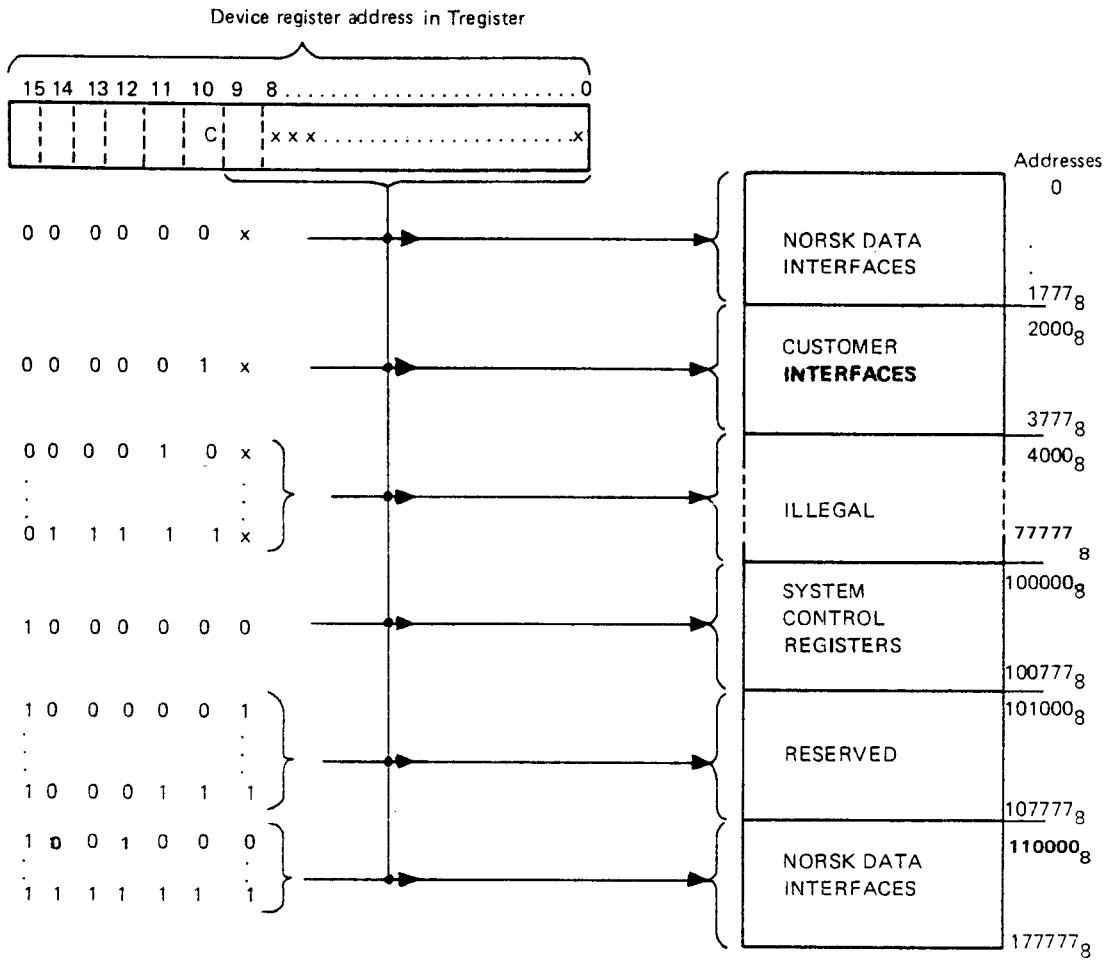 Device register address in Tregister
15 14 13 12 11 10 9 8 . . . . . . . . . . . . . . . . . . . . . . . . . 0
C x x x . . . . . . . . . . . . . . . . . . . . . . x
Addresses
0
0 0 0 0 0 0 x
NORSK DATA
INTERFACES
.
.
1777₈
2000₈
0 0 0 0 0 1 x
CUSTOMER
INTERFACES
3777₈
0 0 0 0 1 0 x
4000₈
. .
. .
. .
ILLEGAL
0 1 1 1 1 1 x
77777₈
100000₈
SYSTEM
CONTROL
REGISTERS
1 0 0 0 0 0 0
100777₈
1 0 0 0 0 0 1
101000₈
. .
. .
. .
RESERVED
1 0 0 0 1 1 1
107777₈
1 0 0 1 0 0 0
110000₈
. .
. .
NORSK DATA
INTERFACES
1 1 1 1 1 1 1
177777₈